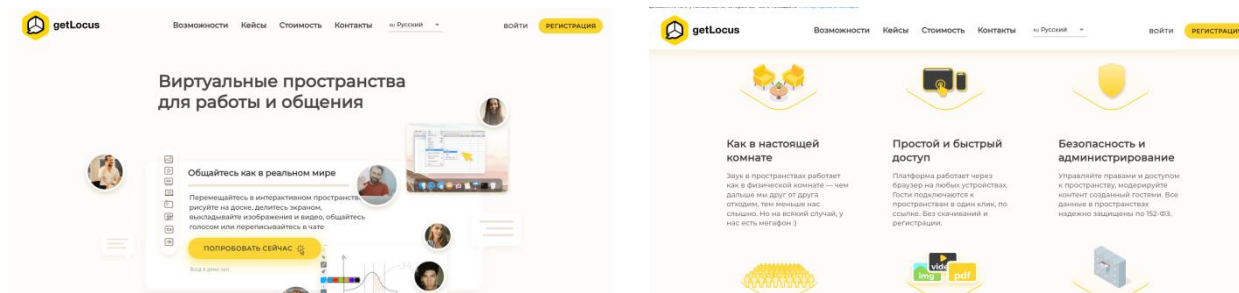 getLocus
Возможности Кейсы Стоимость Контакты
Русский
ВОЙТИ
РЕГИСТРАЦИЯ
Виртуальные пространства
для работы и общения
Общайтесь как в реальном мире
Перемещайтесь в интерактивном пространстве
рисуйте на доске, делитесь экраном,
выкладывайте изображения и видео, общайтесь
голосом или переписывайтесь в чате
ПОПРОБОВАТЬ СЕЙЧАС
Вход в демо зал
getLocus
Возможности Кейсы Стоимость Контакты
Русский
ВОЙТИ
РЕГИСТРАЦИЯ
Как в настоящей
комнате
Звук в пространствах работает
как в физической комнате — чем
дальше мы друг от друга
отходим, тем меньше нас
слышно. Но на всякий случай, у
нас есть мегафон :)
Простой и быстрый
доступ
Платформа работает через
браузер на любых устройствах.
Гости подключаются к
пространствам в один клик, по
ссылке. Без скачиваний и
регистрации.
Безопасность и
администрирование
Управляйте правами и доступом
к пространству, модерируйте
контент созданный гостями. Все
данные в пространствах
надежно защищены по 152-ФЗ.
video
img
pdf